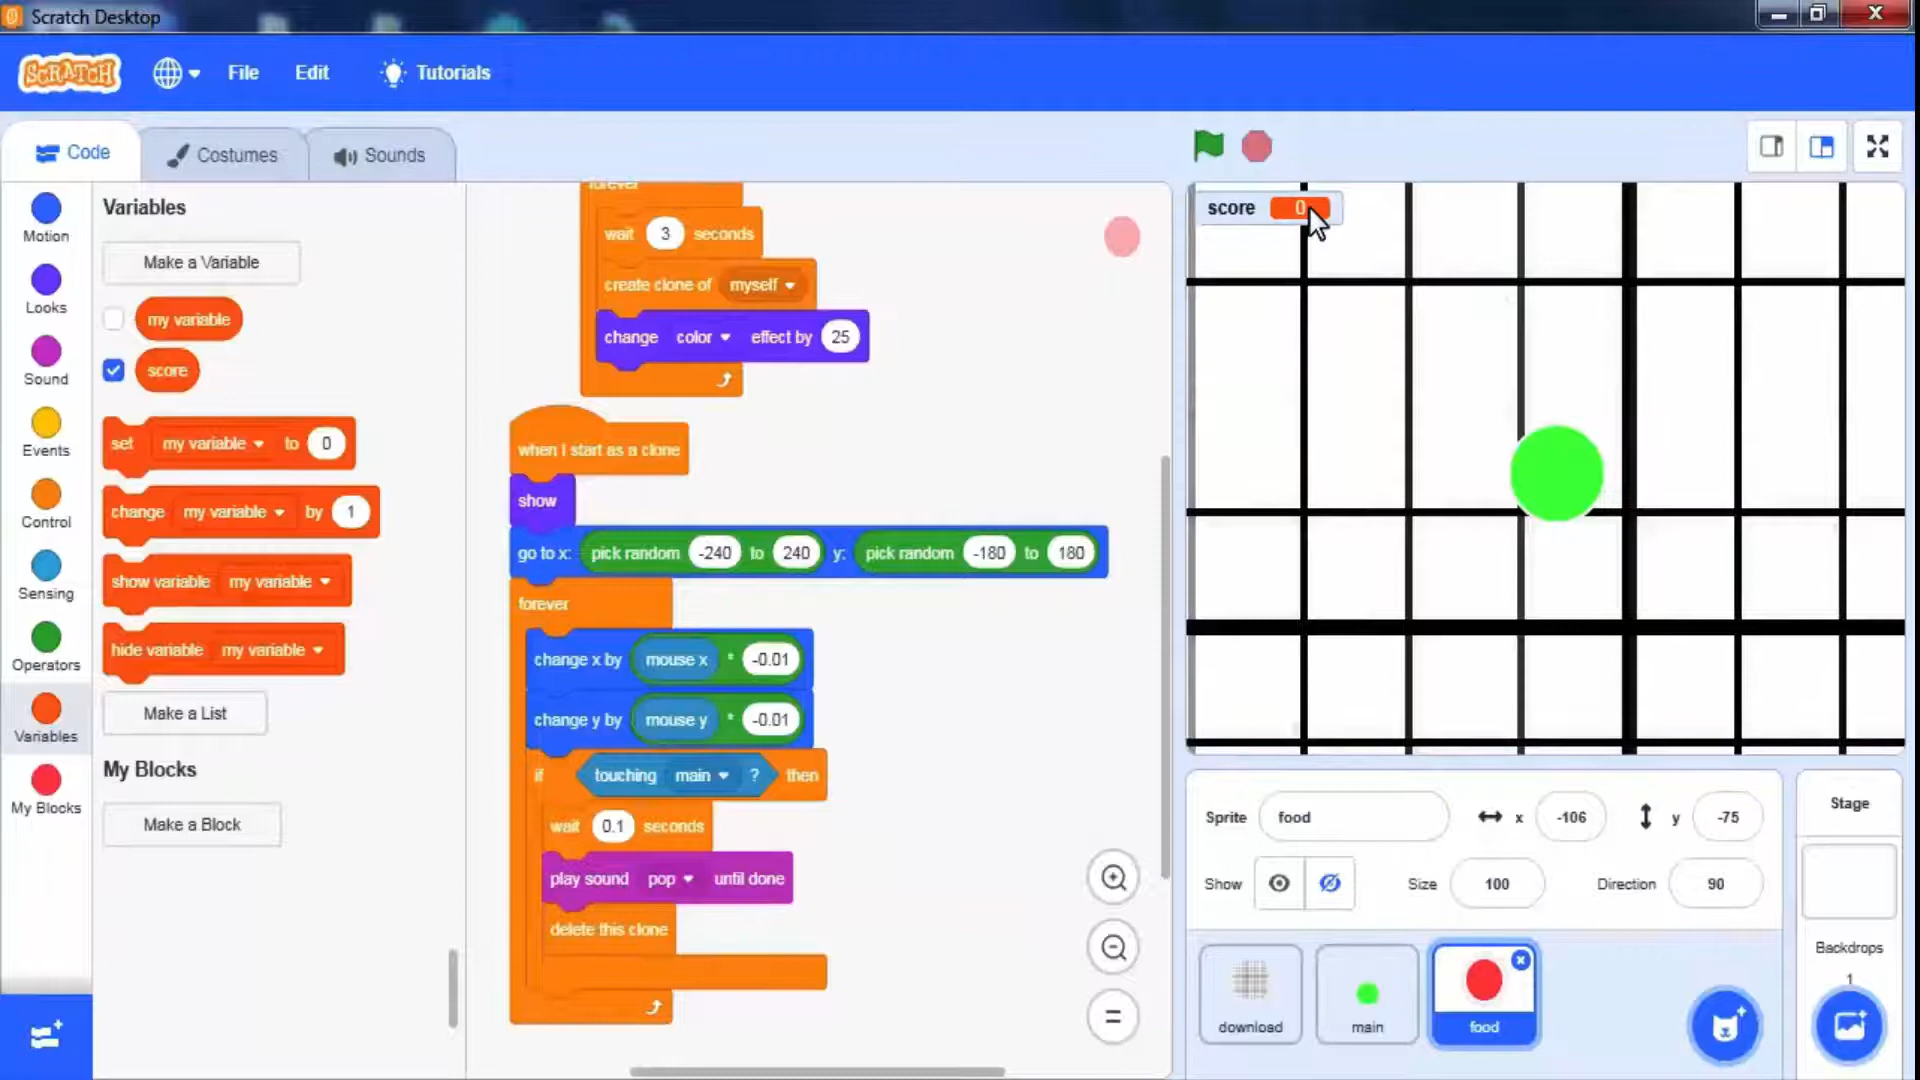 Scratch Desktop
SCRATCH File Edit Tutorials
Code Costumes Sounds
Motion
Looks
Sound
Events
Control
Sensing
Operators
Variables
My Blocks
Variables
Make a Variable
my variable
score
set my variable to 0
change my variable by 1
show variable my variable
hide variable my variable
Make a List
My Blocks
Make a Block
forever
wait 3 seconds
create clone of myself
change color effect by 25
when I start as a clone
show
go to x: pick random -240 to 240 y: pick random -180 to 180
forever
change x by mouse x * -0.01
change y by mouse y * -0.01
if touching main ? then
wait 0.1 seconds
play sound pop until done
delete this clone
score 0
Sprite food x -106 y -75
Show Size 100 Direction 90
download main food
Stage
Backdrops
1